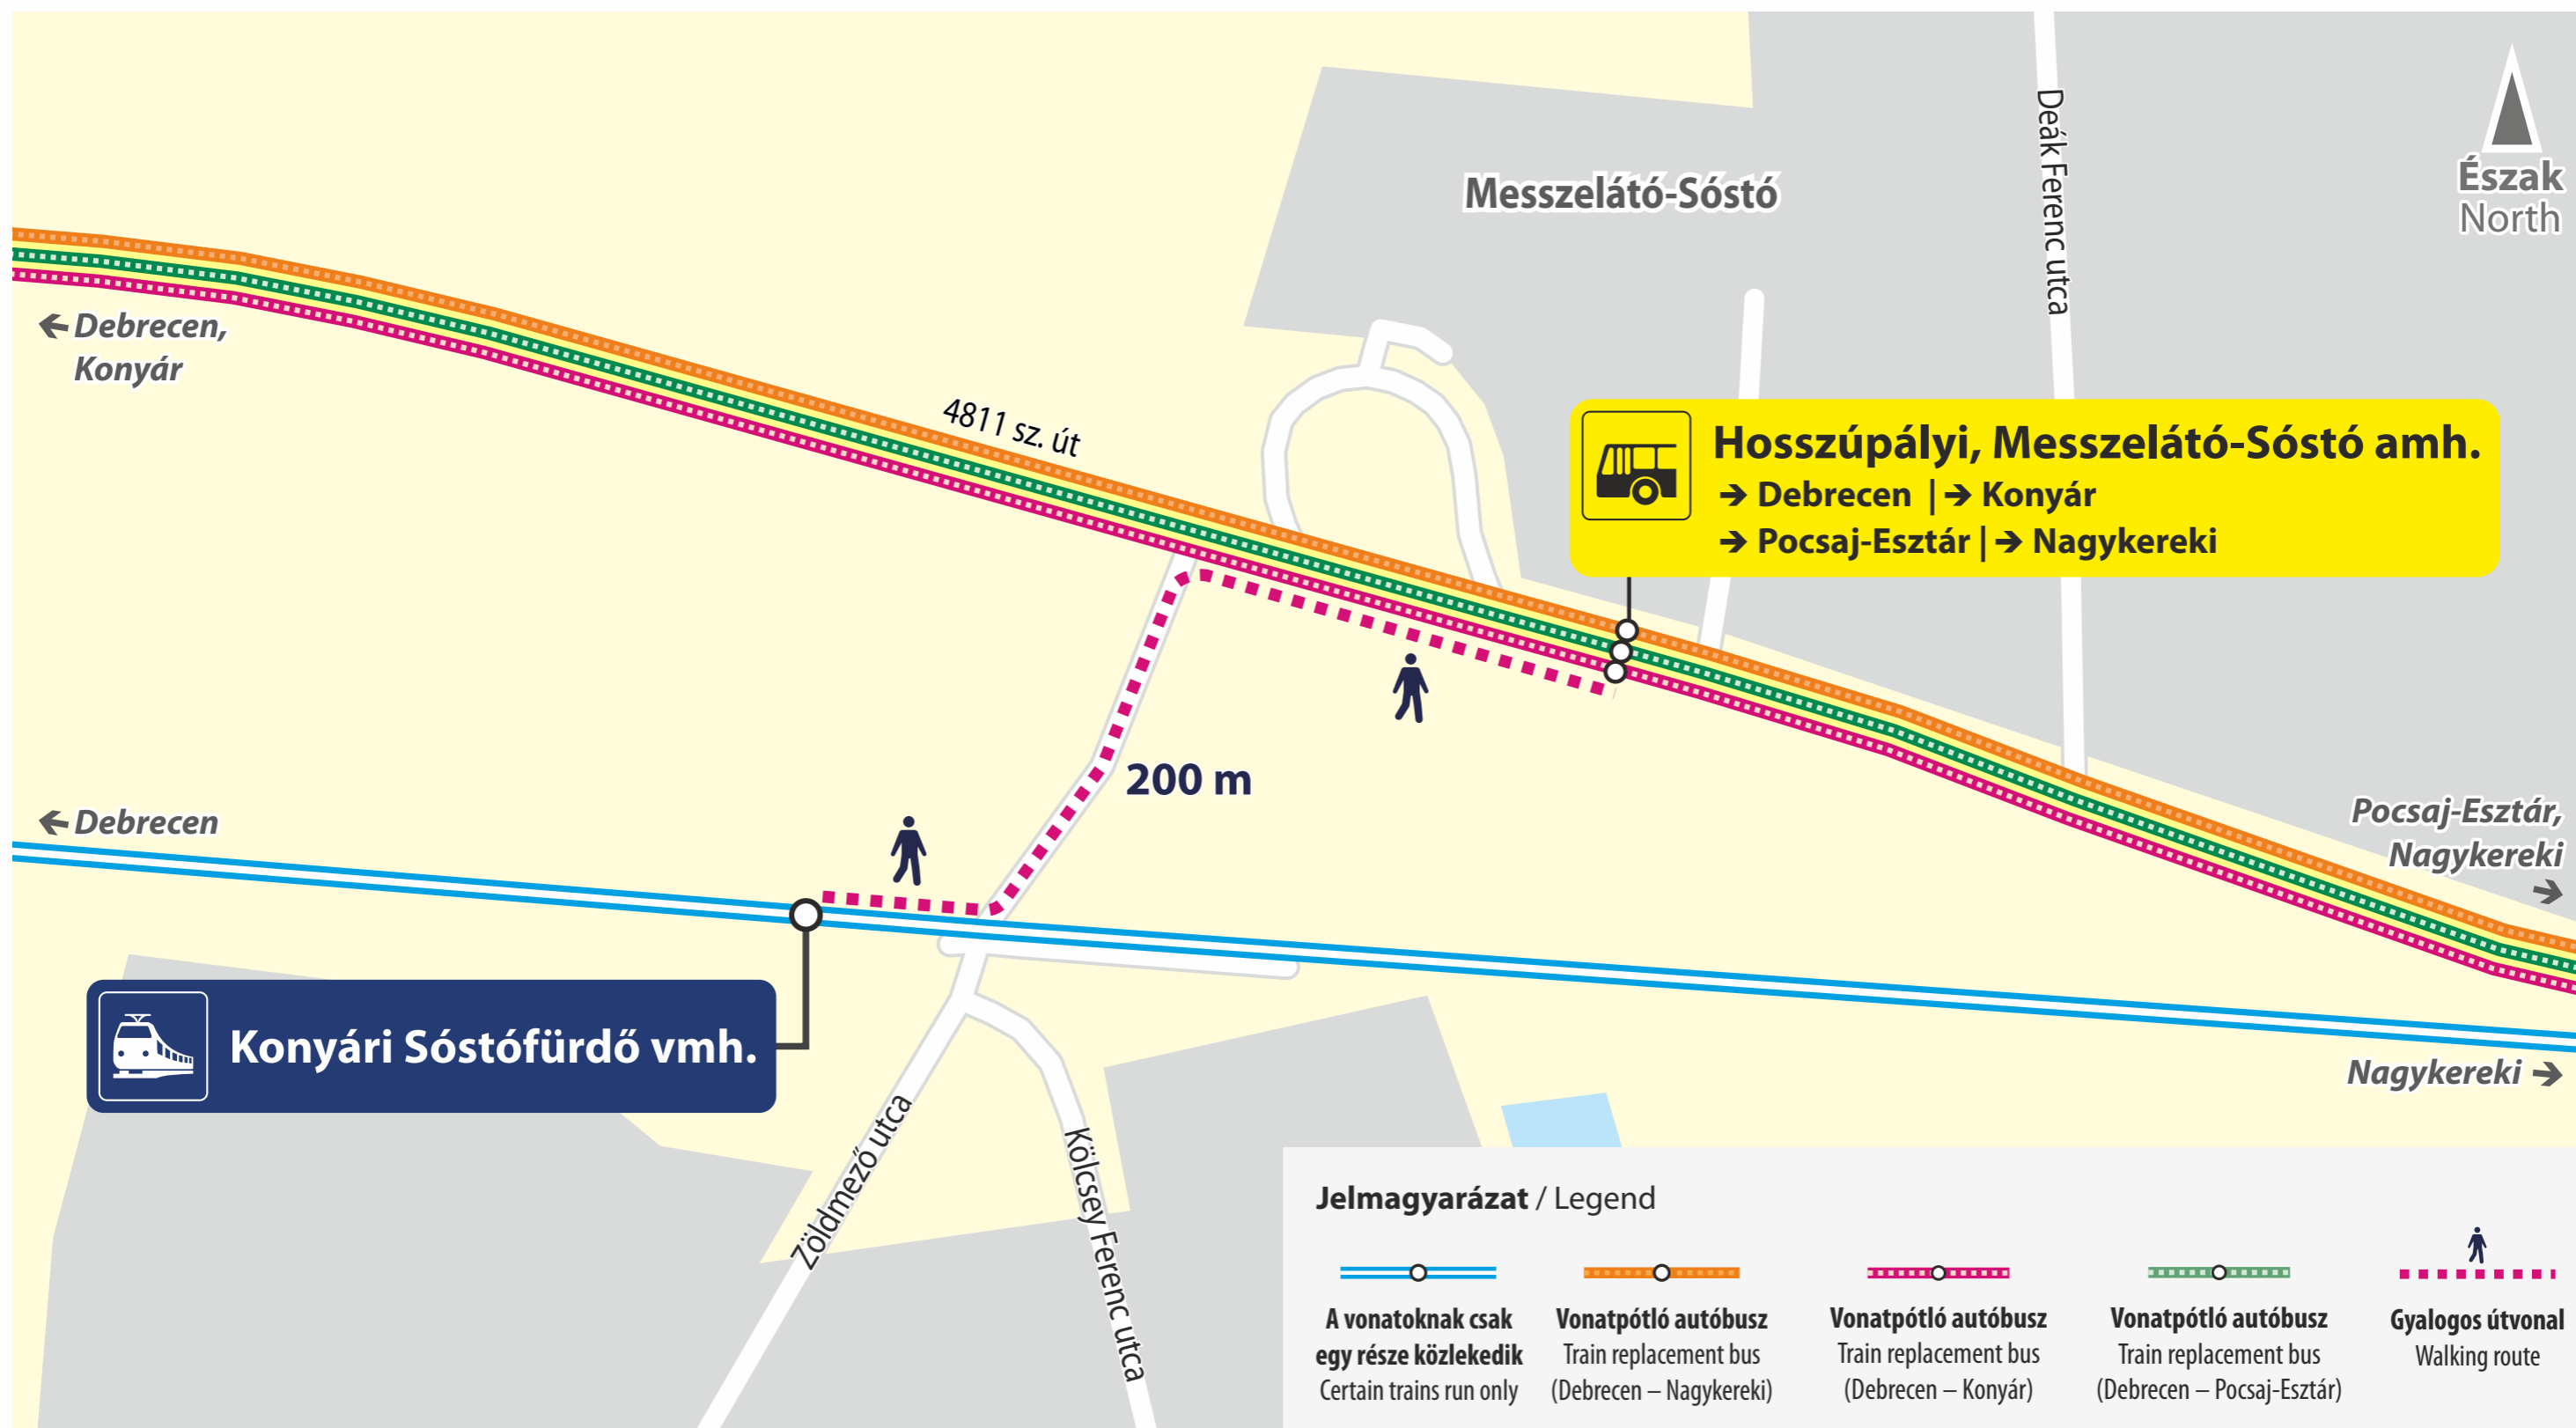 Messzelátó-Sóstó
Deák Ferenc utca
Észak
North
← Debrecen,
Konyár
4811 sz. út
Hosszúpályi, Messzelátó-Sóstó amh.
→ Debrecen | → Konyár
→ Pocsaj-Esztár | → Nagykereki
200 m
← Debrecen
Pocsaj-Esztár,
Nagykereki
→
Konyári Sóstófürdő vmh.
Nagykereki →
Zöldmező utca
Kölcsey Ferenc utca
Jelmagyarázat / Legend
A vonatoknak csak
egy része közlekedik
Certain trains run only
Vonatpótló autóbusz
Train replacement bus
(Debrecen – Nagykereki)
Vonatpótló autóbusz
Train replacement bus
(Debrecen – Konyár)
Vonatpótló autóbusz
Train replacement bus
(Debrecen – Pocsaj-Esztár)
Gyalogos útvonal
Walking route